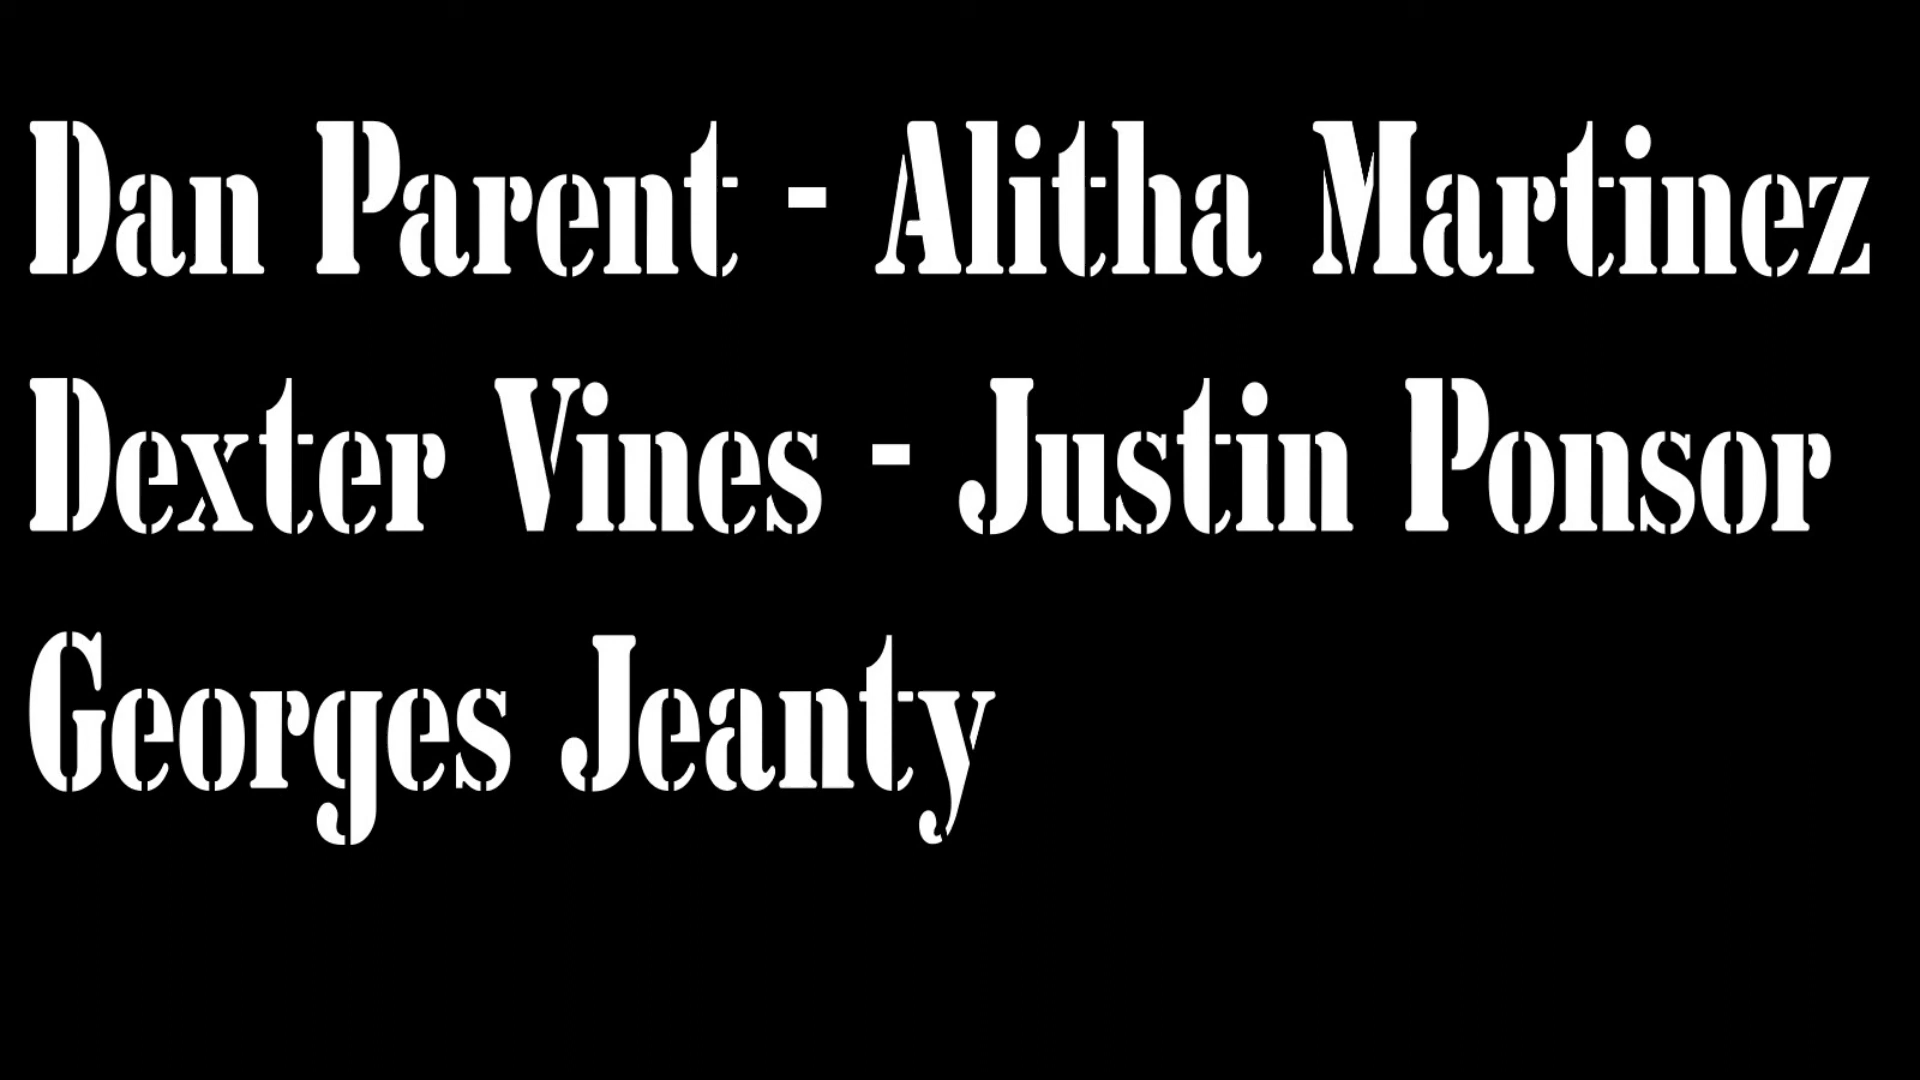 Dan Parent - Alitha Martinez
Dexter Vines - Justin Ponsor
Georges Jeanty